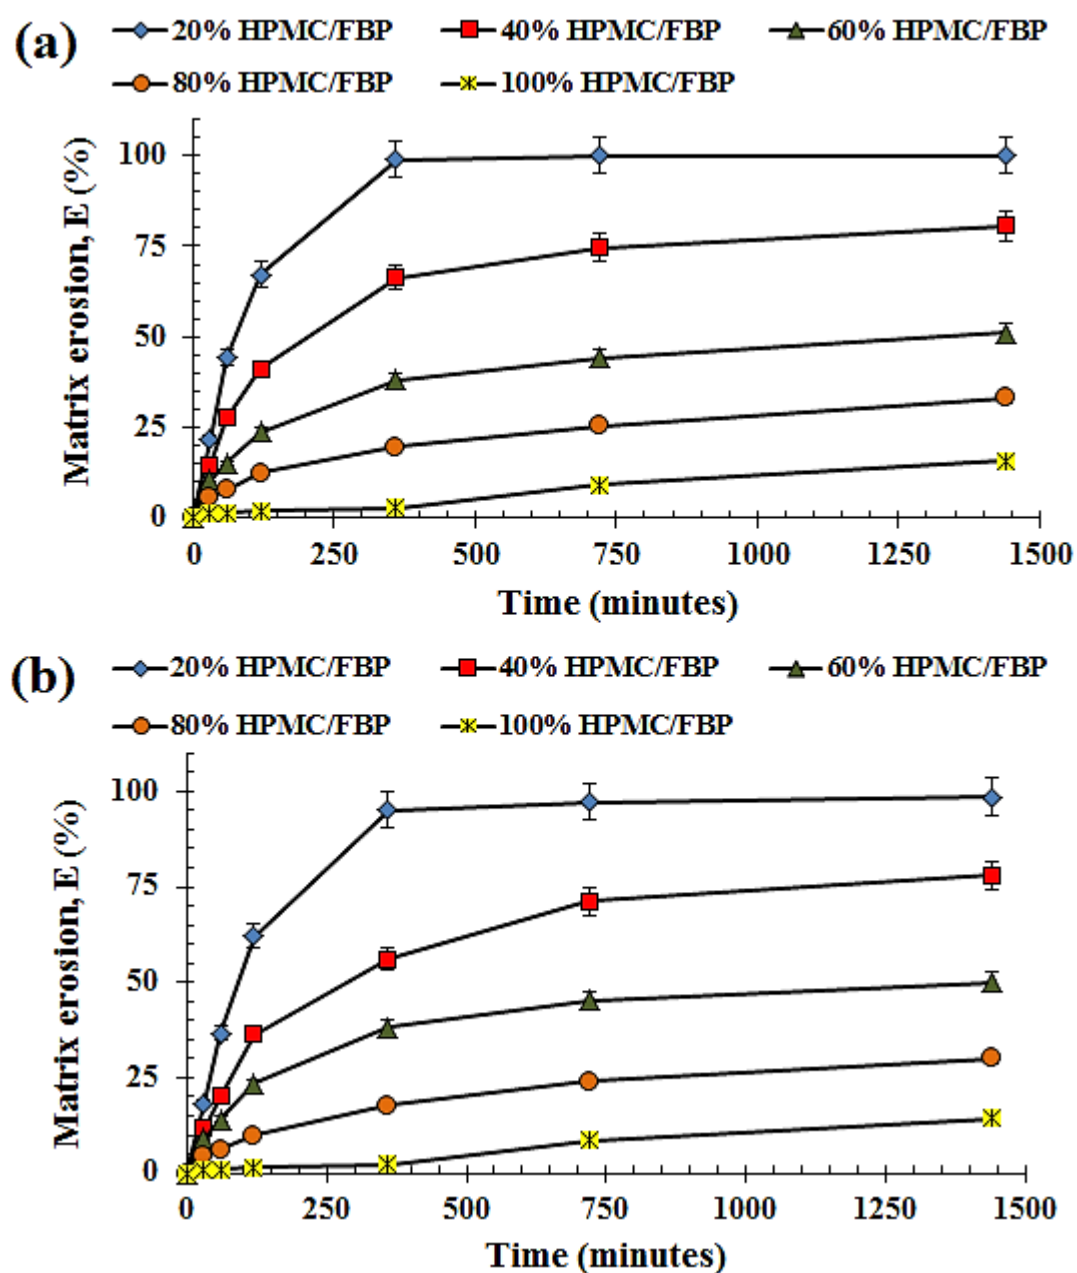 (a) 20% HPMC/FBP 40% HPMC/FBP 60% HPMC/FBP
80% HPMC/FBP 100% HPMC/FBP
Matrix erosion, E (%)
100
75
50
25
0
0 250 500 750 1000 1250 1500
Time (minutes)
(b) 20% HPMC/FBP 40% HPMC/FBP 60% HPMC/FBP
80% HPMC/FBP 100% HPMC/FBP
Matrix erosion, E (%)
100
75
50
25
0
0 250 500 750 1000 1250 1500
Time (minutes)